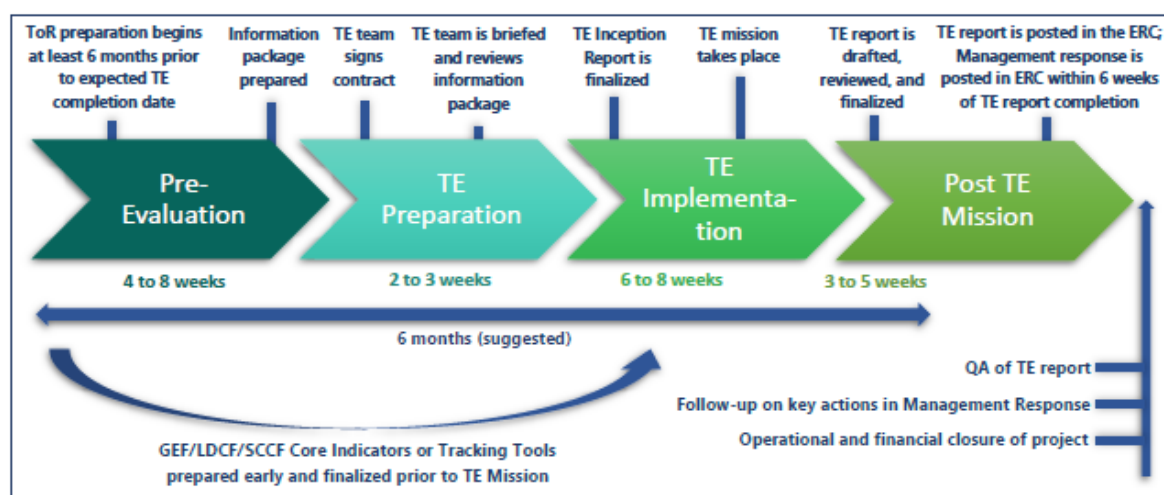 ToR preparation begins
at least 6 months prior
to expected TE
completion date
Information
package
prepared
TE team
signs
contract
TE team is briefed
and reviews
information
package
TE Inception
Report is
finalized
TE mission
takes place
TE report is
drafted,
reviewed, and
finalized
TE report is posted in the ERC;
Management response is
posted in ERC within 6 weeks
of TE report completion
Pre-
Evaluation
TE
Preparation
TE
Implementa-
tion
Post TE
Mission
4 to 8 weeks
2 to 3 weeks
6 to 8 weeks
3 to 5 weeks
6 months (suggested)
QA of TE report
Follow-up on key actions in Management Response
Operational and financial closure of project
GEF/LDCF/SCCF Core Indicators or Tracking Tools
prepared early and finalized prior to TE Mission